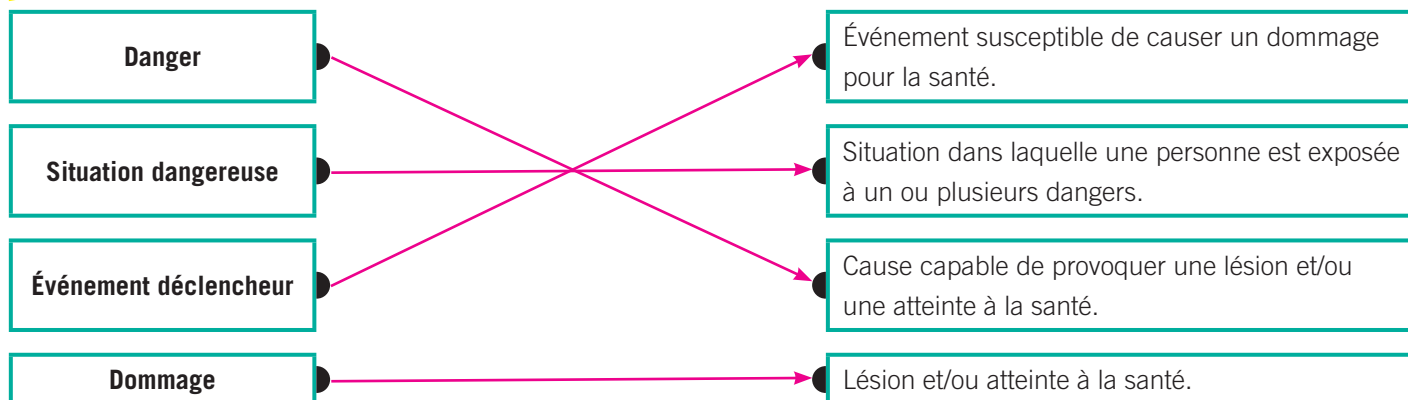 Danger
Événement susceptible de causer un dommage
pour la santé.
Situation dangereuse
Situation dans laquelle une personne est exposée
à un ou plusieurs dangers.
Événement déclencheur
Cause capable de provoquer une lésion et/ou
une atteinte à la santé.
Dommage
Lésion et/ou atteinte à la santé.